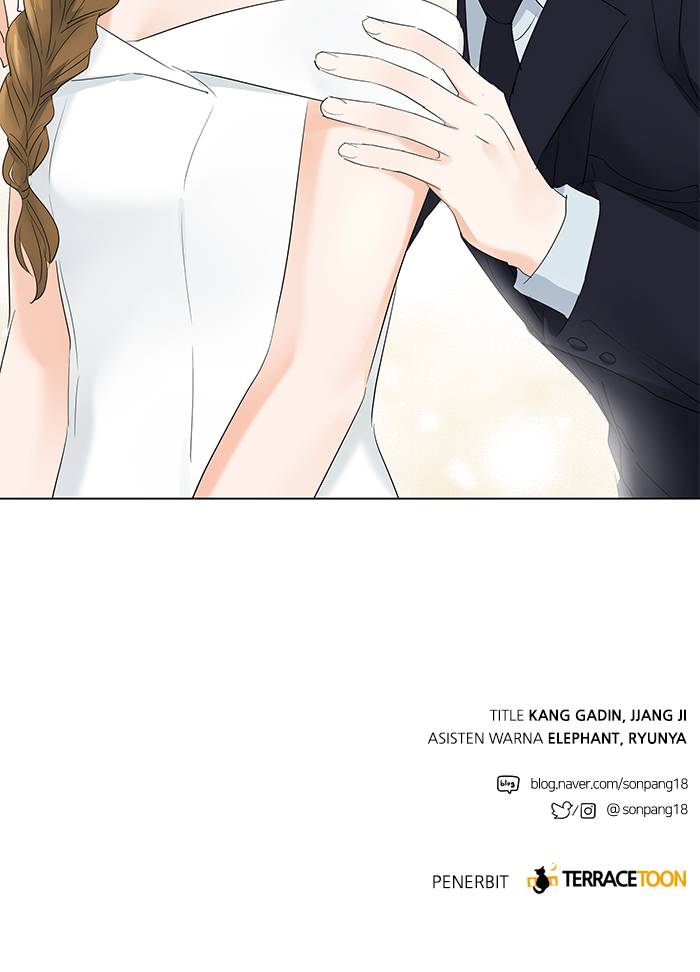 TITLE KANG GADIN, JJANG JI
ASISTEN WARNA ELEPHANT, RYUNYA
blog blog.naver.com/sonpang18
@sonpang18
PENERBIT TERRACETOON